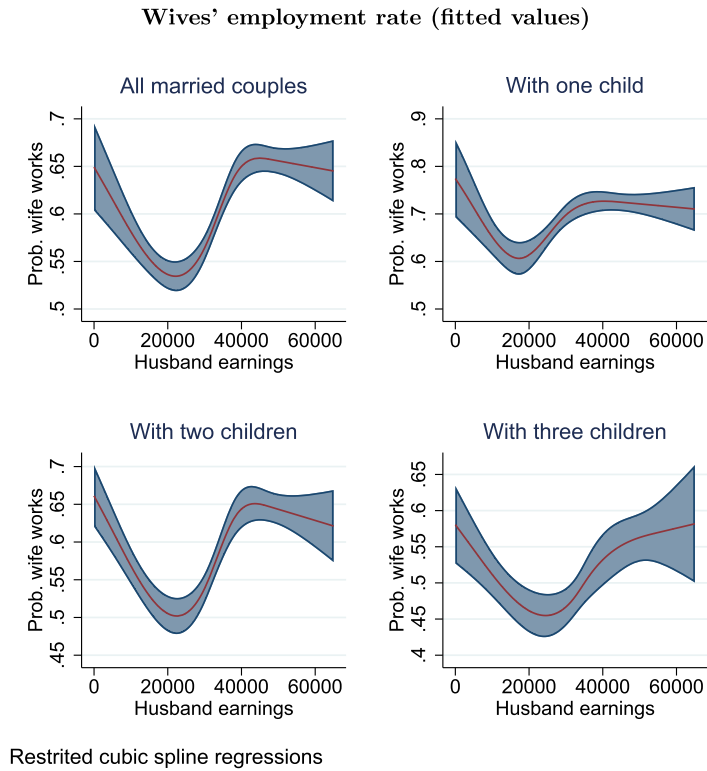 Wives’ employment rate (fitted values)
All married couples
Prob. wife works
.7
.65
.6
.55
.5
0 20000 40000 60000
Husband earnings
With one child
Prob. wife works
.9
.8
.7
.6
.5
0 20000 40000 60000
Husband earnings
With two children
Prob. wife works
.7
.65
.6
.55
.5
.45
0 20000 40000 60000
Husband earnings
With three children
Prob. wife works
.65
.6
.55
.5
.45
.4
0 20000 40000 60000
Husband earnings
Restrited cubic spline regressions